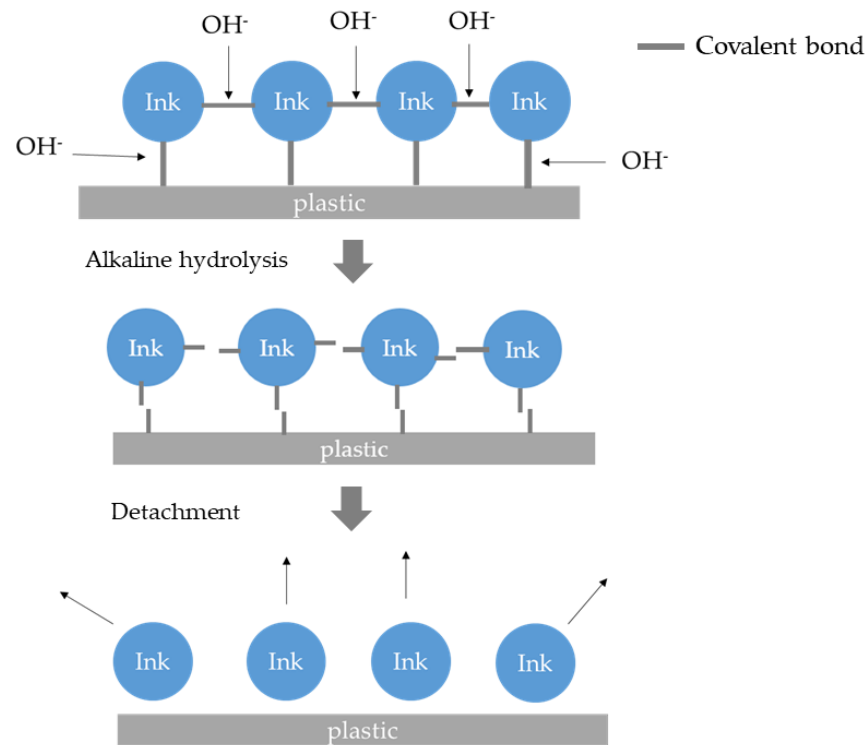 OH-
OH-
OH-
Covalent bond
Ink
Ink
Ink
Ink
OH-
OH-
plastic
Alkaline hydrolysis
Ink
Ink
Ink
Ink
plastic
Detachment
Ink
Ink
Ink
Ink
plastic